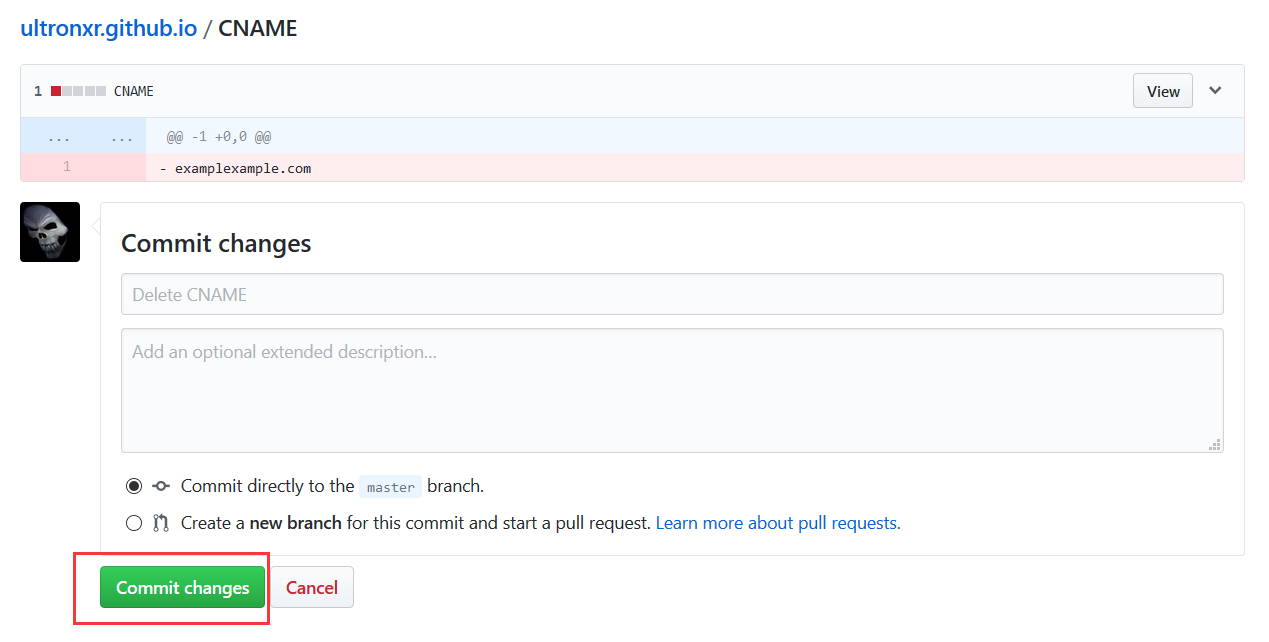 ultronxr.github.io / CNAME
1 CNAME View
... ... @@ -1 +0,0 @@
1 - examplexample.com
Commit changes
Delete CNAME
Add an optional extended description...
Commit directly to the master branch.
Create a new branch for this commit and start a pull request. Learn more about pull requests.
Commit changes Cancel